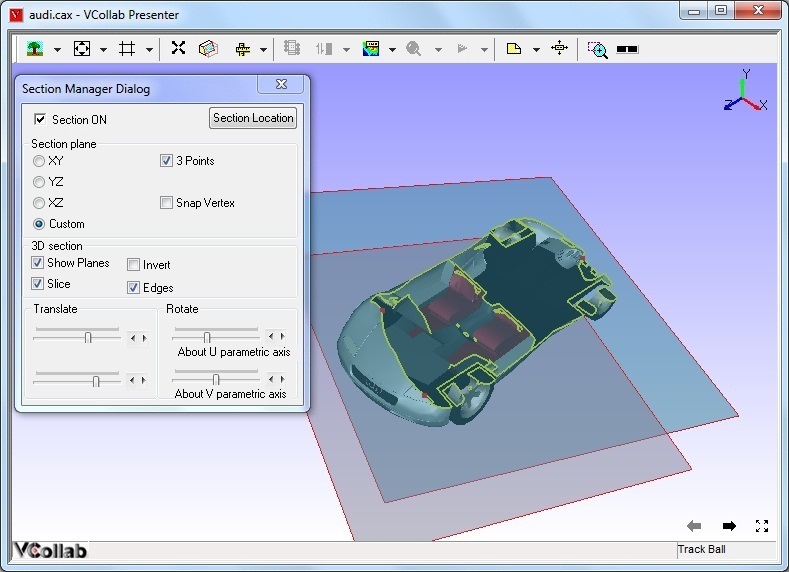 audi.cax - VCollab Presenter
Section Manager Dialog
Section ON
Section Location
Section plane
XY
3 Points
YZ
XZ
Snap Vertex
Custom
3D section
Show Planes
Invert
Slice
Edges
Translate
Rotate
About U parametric axis
About V parametric axis
Y
Z
X
VCollab
Track Ball